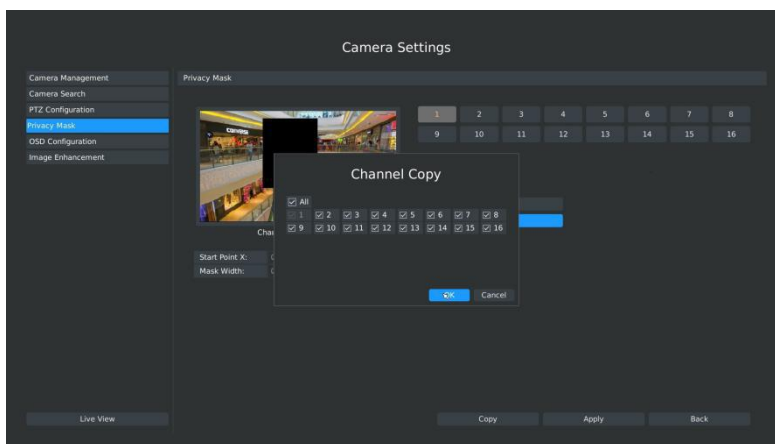 Camera Settings
Camera Management
Privacy Mask
Camera Search
PTZ Configuration
1 2 3 4 5 6 7 8
Privacy Mask
9 10 11 12 13 14 15 16
OSD Configuration
Image Enhancement
Channel Copy
All
1 2 3 4 5 6 7 8
9 10 11 12 13 14 15 16
Start Point X:
Mask Width:
OK Cancel
Live View Copy Apply Back